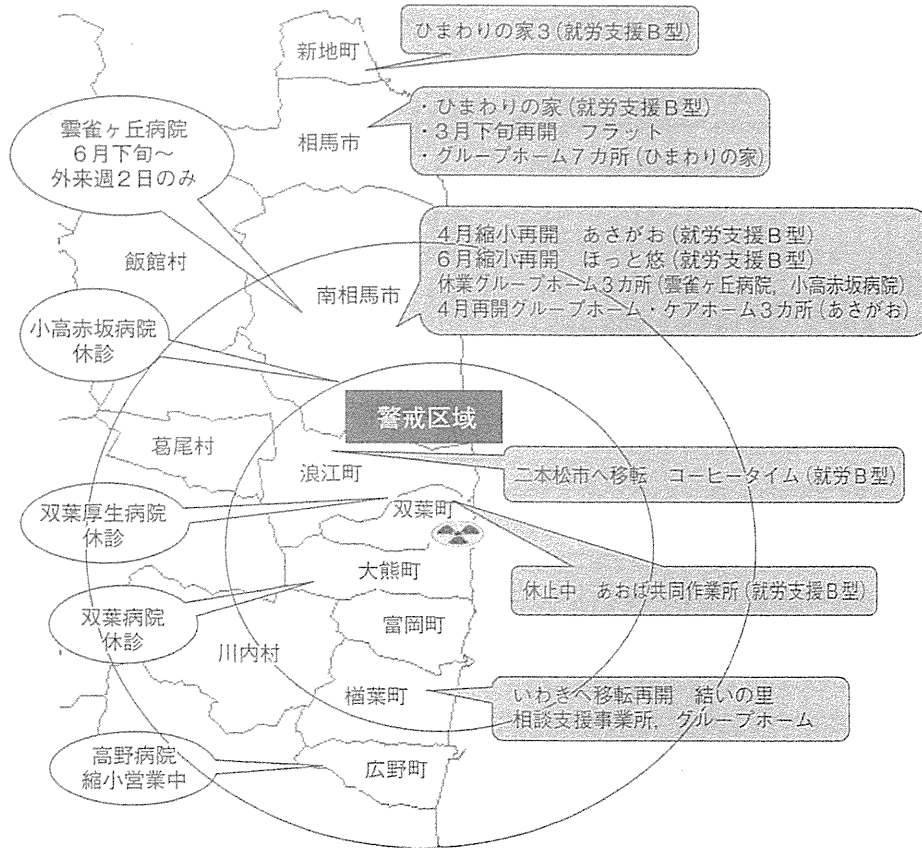 ひまわりの家3 (就労支援B型)
新地町
・ひまわりの家 (就労支援B型)
・3月下旬再開 フラット
・グループホーム7カ所 (ひまわりの家)
相馬市
雲雀ヶ丘病院
6月下旬～
外来週2日のみ
4月縮小再開 あさがお (就労支援B型)
6月縮小再開 ほっと悠 (就労支援B型)
休業グループホーム3カ所 (雲雀ヶ丘病院, 小高赤坂病院)
4月再開グループホーム・ケアホーム3カ所 (あさがお)
飯館村
南相馬市
小高赤坂病院
休診
警戒区域
葛尾村
浪江町
二本松市へ移転 コーヒータイム (就労B型)
双葉厚生病院
休診
双葉町
大熊町
休止中 あおば共同作業所 (就労支援B型)
双葉病院
休診
富岡町
川内村
楢葉町
いわきへ移転再開 結いの里
相談支援事業所, グループホーム
高野病院
縮小営業中
広野町